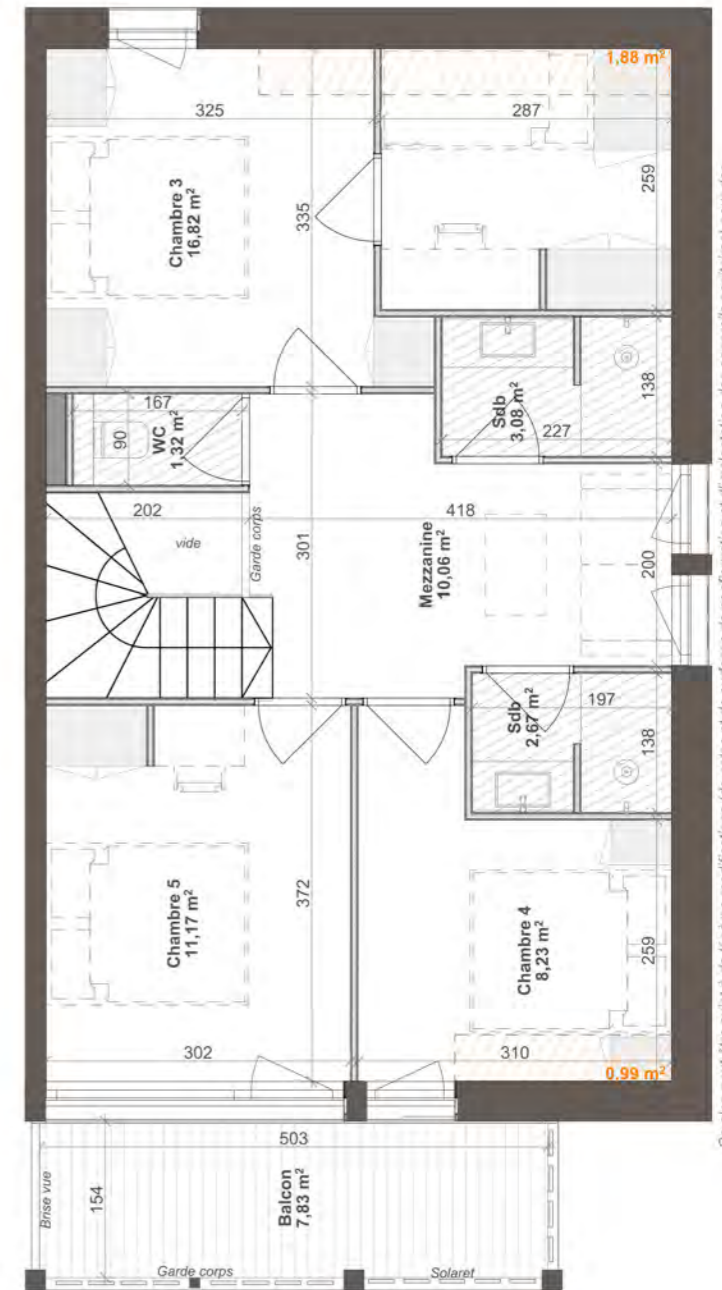 1,88 m²
325
287
Chambre 3
16,82 m²
335
259
167
WC
1,32 m²
90
Sdb
3,08 m²
138
227
202
vide
Garde corps
301
418
Mezzanine
10,06 m²
200
Sdb
2,67 m²
197
138
Chambre 5
11,17 m²
372
Chambre 4
8,23 m²
259
302
310
0,99 m²
503
Brise vue
154
Balcon
7,83 m²
Garde corps
Solaret